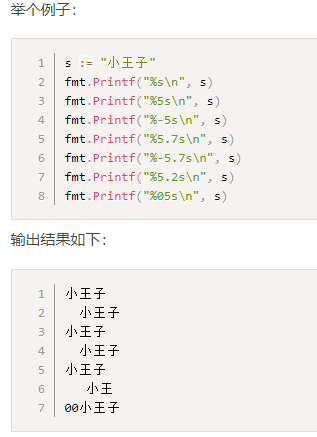 举个例子：
1 s := "小王子"
2 fmt.Printf("%s\n", s)
3 fmt.Printf("%5s\n", s)
4 fmt.Printf("%-5s\n", s)
5 fmt.Printf("%5.7s\n", s)
6 fmt.Printf("%-5.7s\n", s)
7 fmt.Printf("%5.2s\n", s)
8 fmt.Printf("%05s\n", s)
输出结果如下：
1 小王子
2   小王子
3 小王子
4   小王子
5 小王子
6    小王
7 00小王子